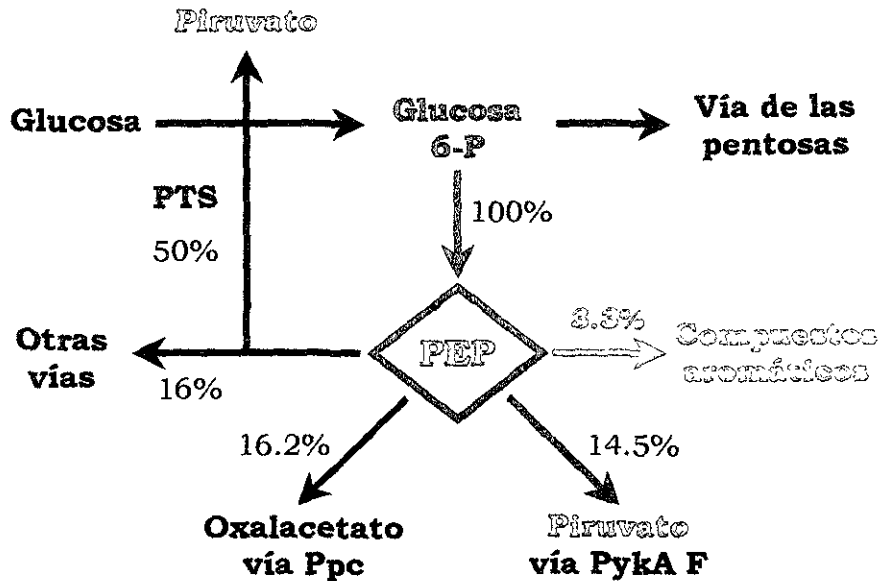 Piruvato
Glucosa
Glucosa
6-P
Vía de las
pentosas
PTS
50%
100%
Otras
vías
16%
PEP
3.3%
Compuestos
aromáticos
16.2%
14.5%
Oxalacetato
vía Ppc
Piruvato
vía PykA F